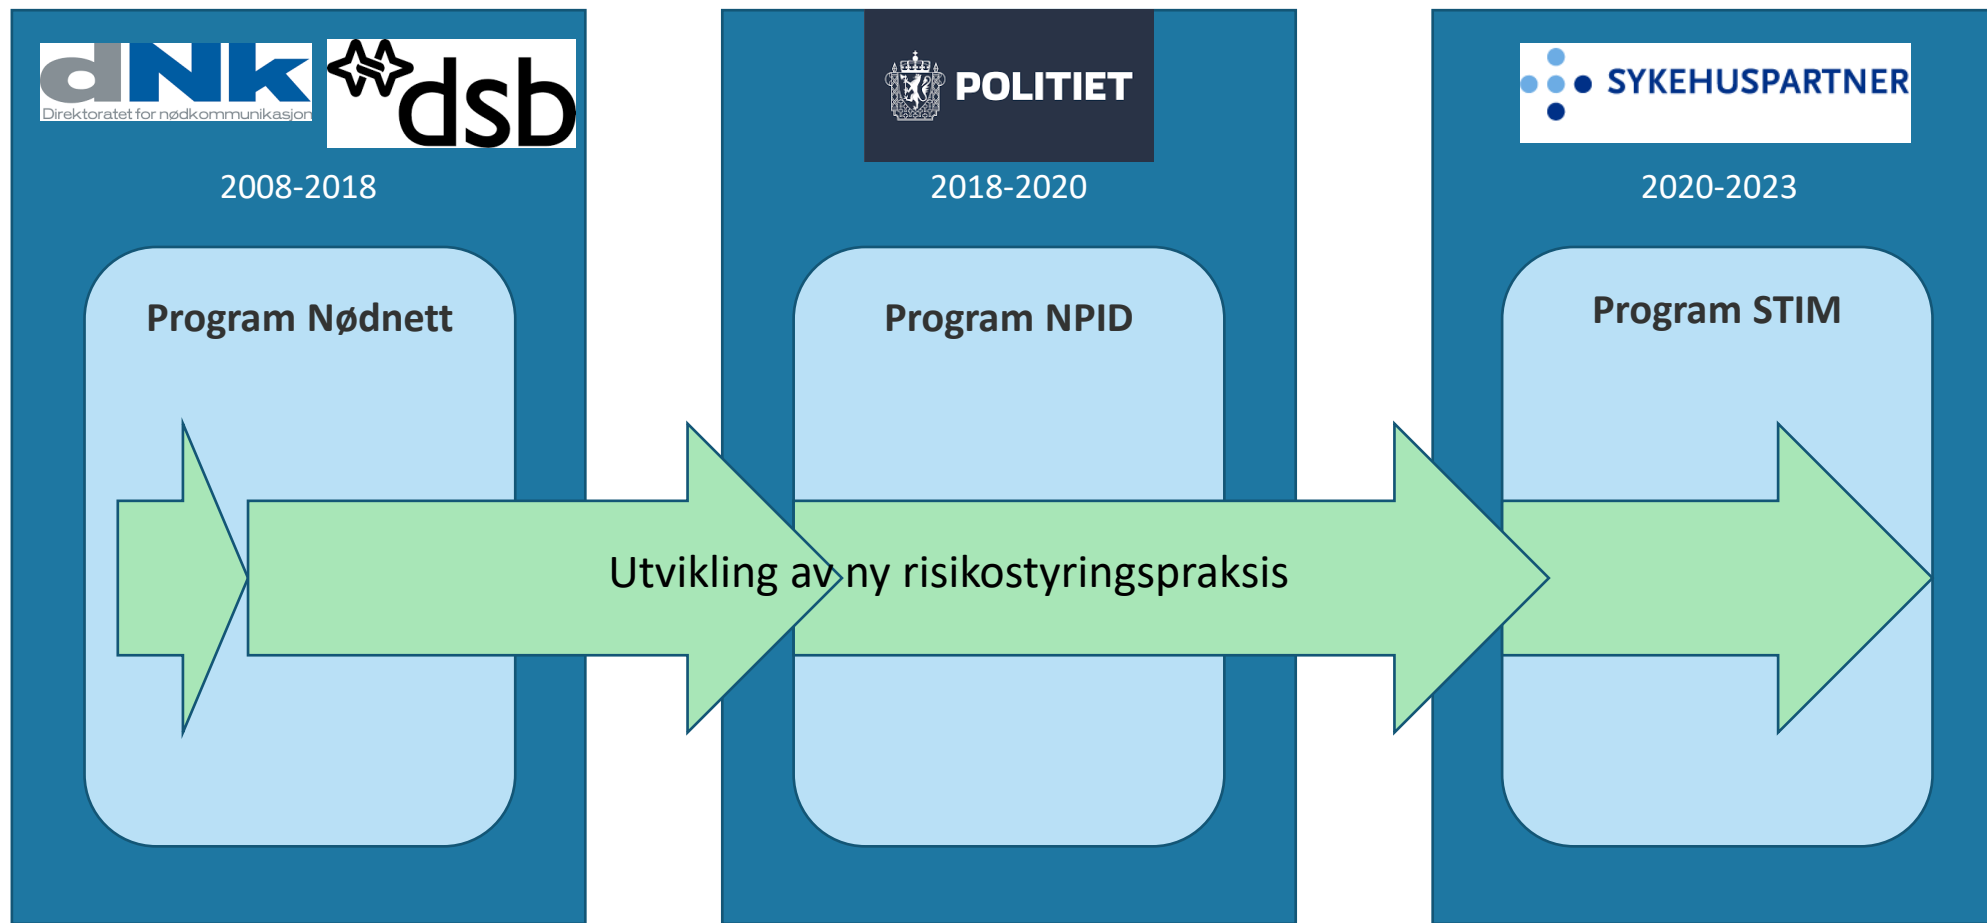 dNk
Direktoratet for nødkommunikasjon
dsb
2008-2018
Program Nødnett
POLITIET
2018-2020
Program NPID
SYKEHUSPARTNER
2020-2023
Program STIM
Utvikling av ny risikostyringspraksis